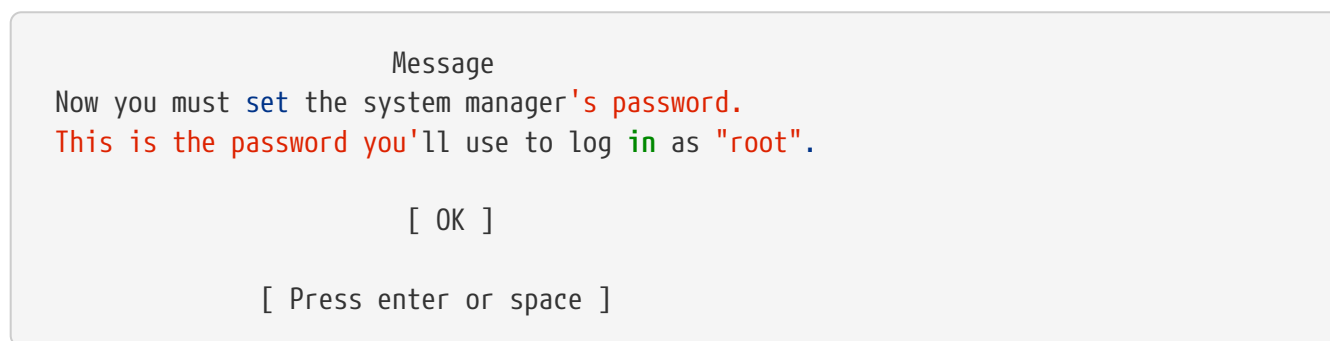 Message
Now you must set the system manager's password.
This is the password you'll use to log in as "root".
[ OK ]
[ Press enter or space ]